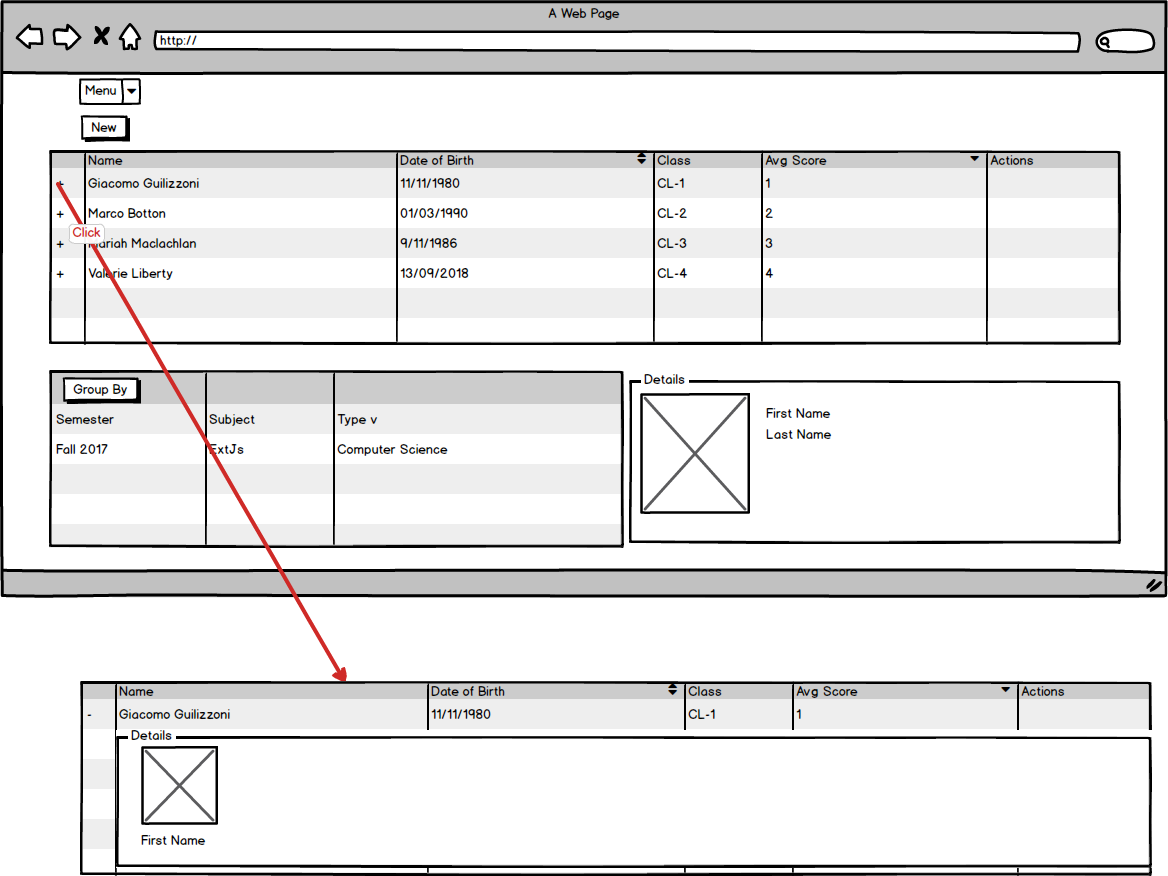 A Web Page
http://
Menu
New
Name Date of Birth Class Avg Score Actions
+ Giacomo Guilizzoni 11/11/1980 CL-1 1
+ Marco Botton 01/03/1990 CL-2 2
Click
+ Mariah Maclachlan 9/11/1986 CL-3 3
+ Valerie Liberty 13/09/2018 CL-4 4
Group By
Semester Subject Type v
Fall 2017 ExtJs Computer Science
Details
First Name
Last Name
Name Date of Birth Class Avg Score Actions
- Giacomo Guilizzoni 11/11/1980 CL-1 1
Details
First Name